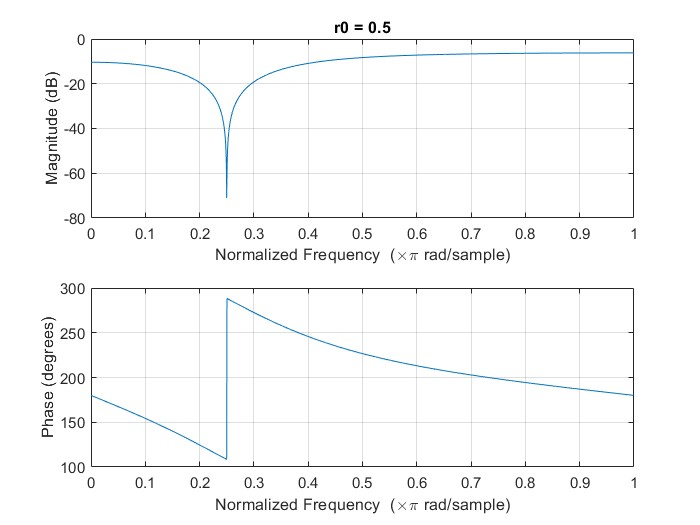 r0 = 0.5
0
-20
-40
-60
-80
Magnitude (dB)
0 0.1 0.2 0.3 0.4 0.5 0.6 0.7 0.8 0.9 1
Normalized Frequency (×π rad/sample)
300
250
200
150
100
Phase (degrees)
0 0.1 0.2 0.3 0.4 0.5 0.6 0.7 0.8 0.9 1
Normalized Frequency (×π rad/sample)